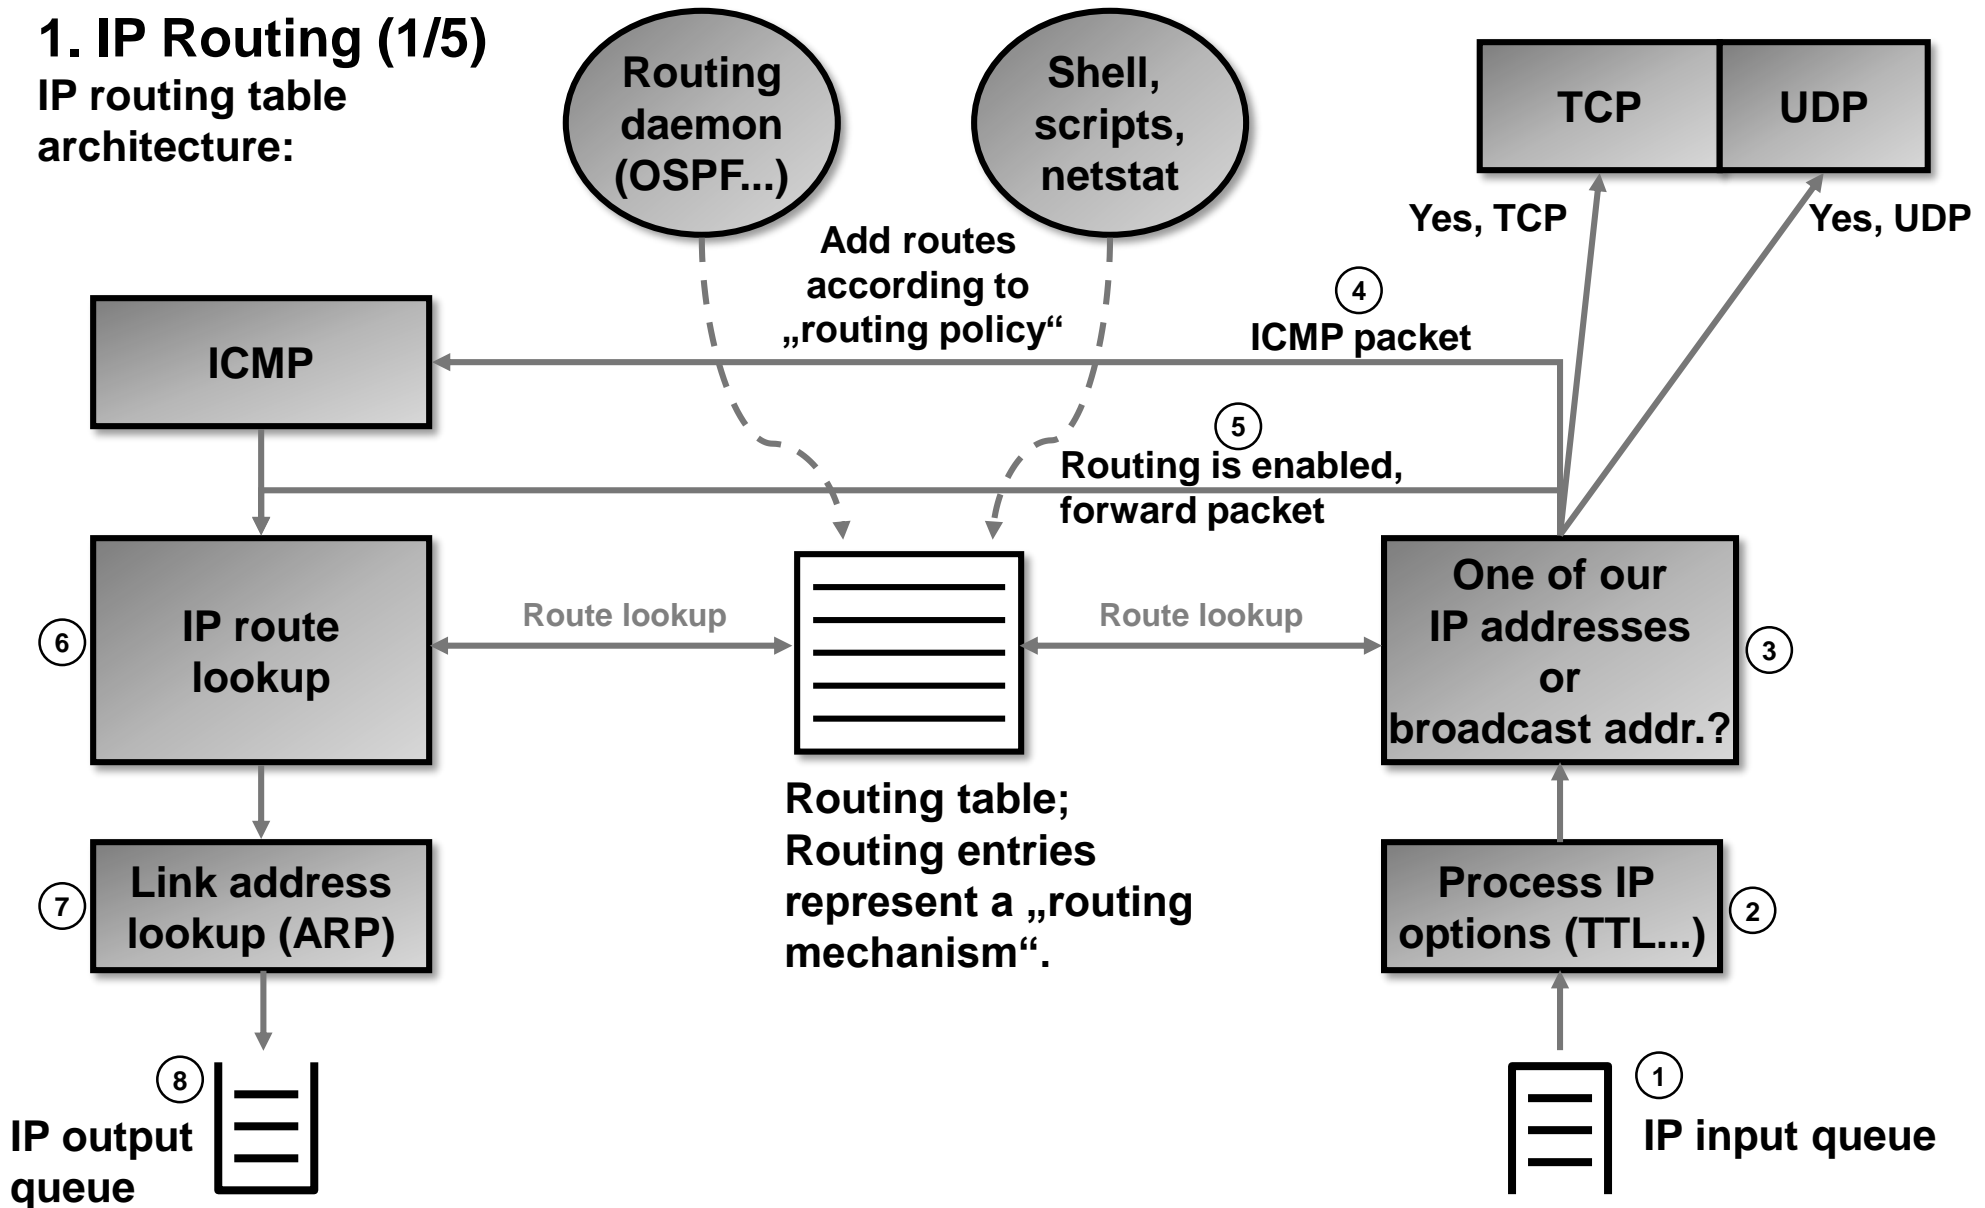 1. IP Routing (1/5)
IP routing table
architecture:
Routing
daemon
(OSPF...)
Shell,
scripts,
netstat
TCP
UDP
Yes, TCP
Yes, UDP
Add routes
according to
„routing policy“
4
ICMP packet
ICMP
5
Routing is enabled,
forward packet
6
IP route
lookup
Route lookup
Route lookup
One of our
IP addresses
or
broadcast addr.?
3
Routing table;
Routing entries
represent a „routing
mechanism“.
7
Link address
lookup (ARP)
Process IP
options (TTL...)
2
8
IP output
queue
1
IP input queue